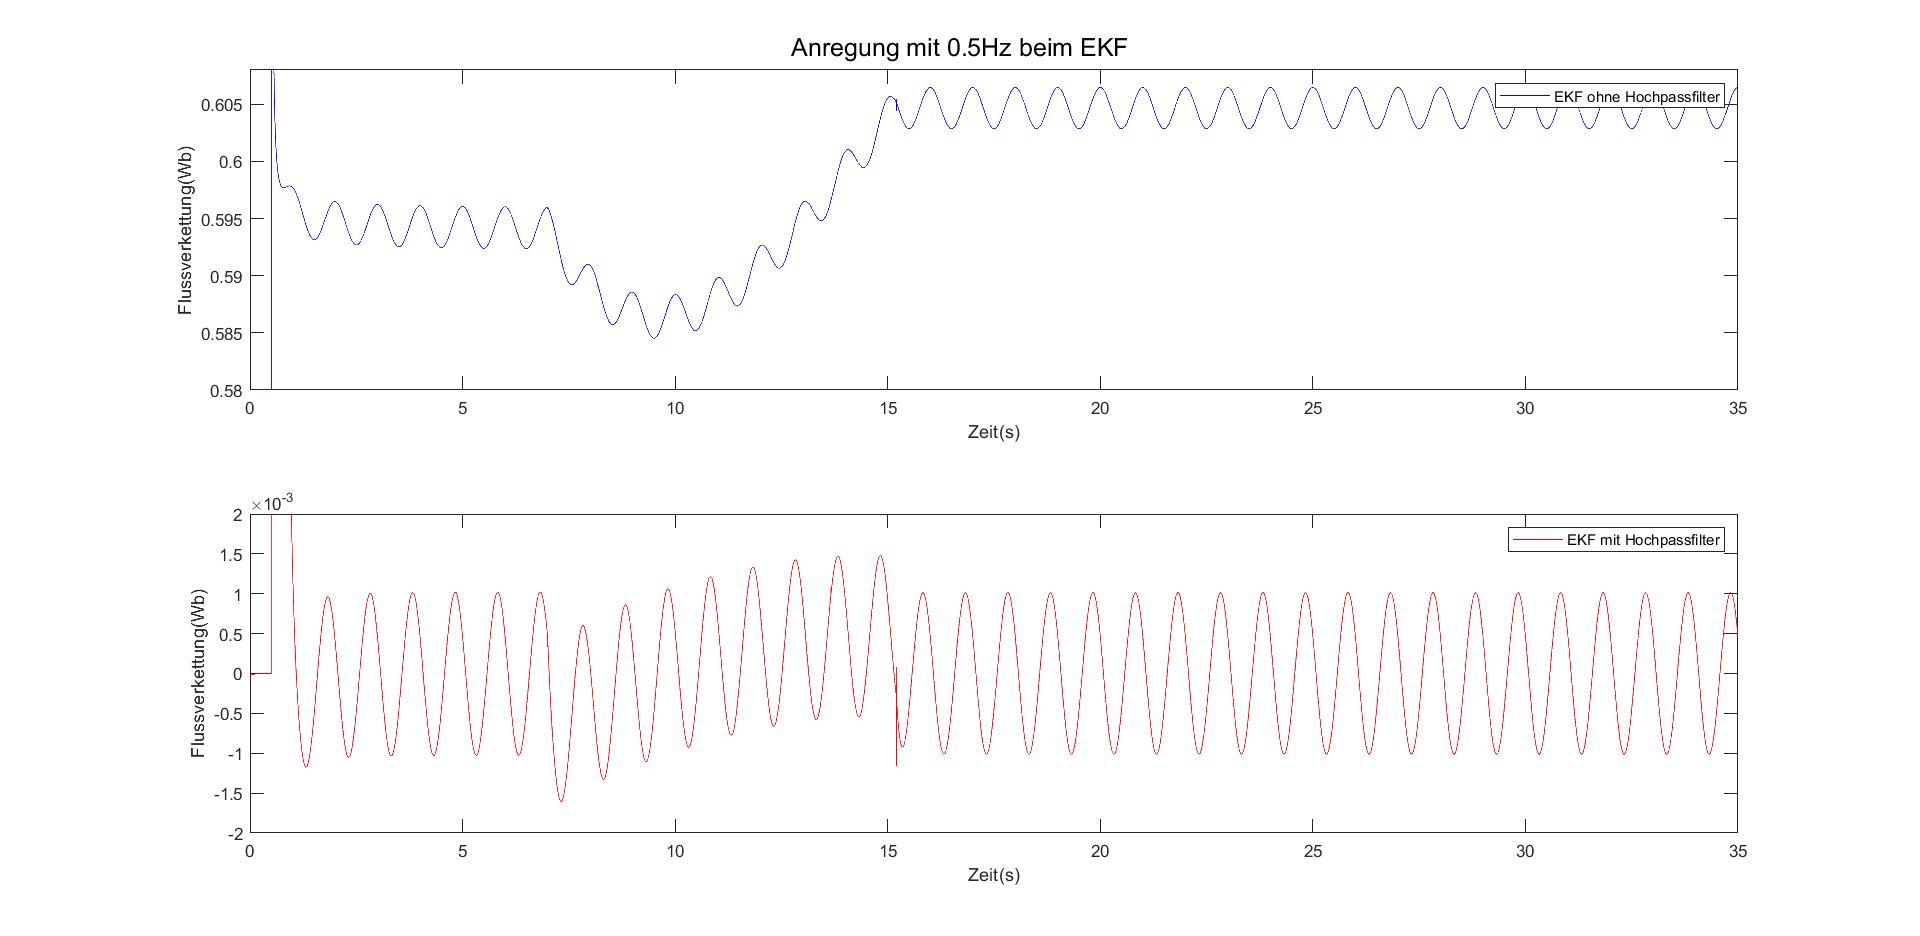 Anregung mit 0.5Hz beim EKF
Flussverkettung(Wb)
0.605
0.6
0.595
0.59
0.585
0.58
EKF ohne Hochpassfilter
0 5 10 15 20 25 30 35
Zeit(s)
×10-3
Flussverkettung(Wb)
2
1.5
1
0.5
0
-0.5
-1
-1.5
-2
EKF mit Hochpassfilter
0 5 10 15 20 25 30 35
Zeit(s)